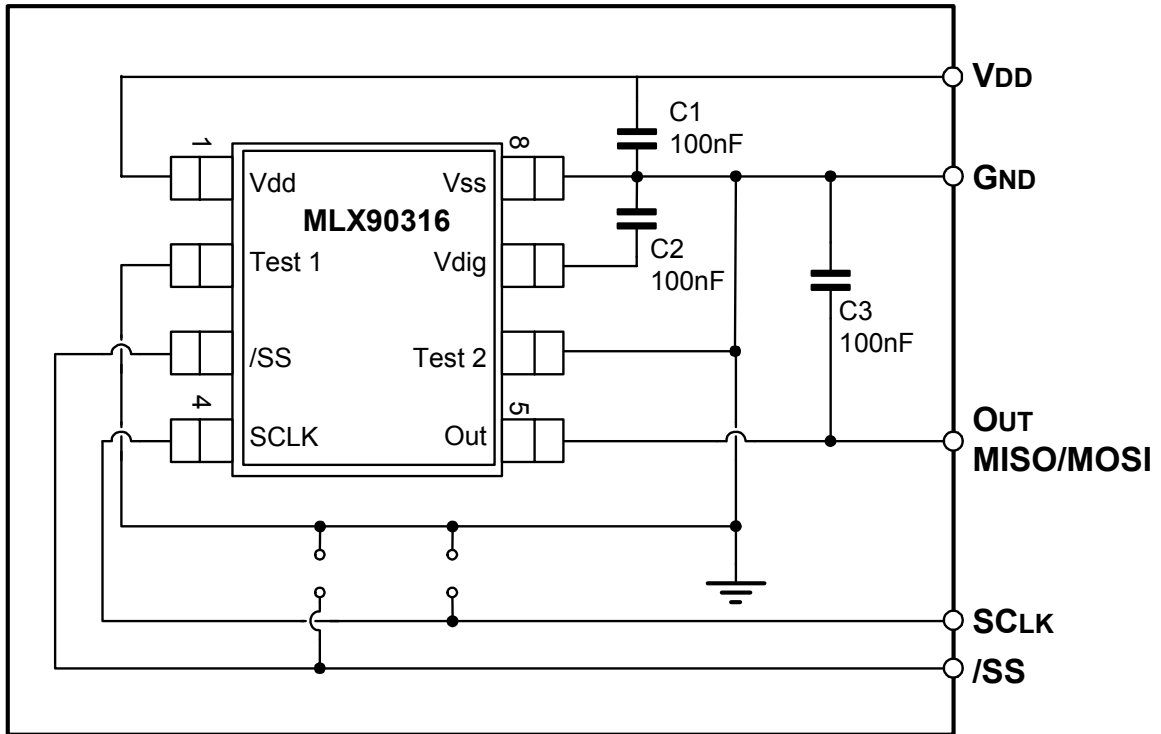 VDD
C1
100nF
GND
1
8
Vdd
Vss
MLX90316
C2
100nF
Test 1
Vdig
C3
100nF
/SS
Test 2
4
5
SCLK
Out
OUT
MISO/MOSI
SCLK
/SS